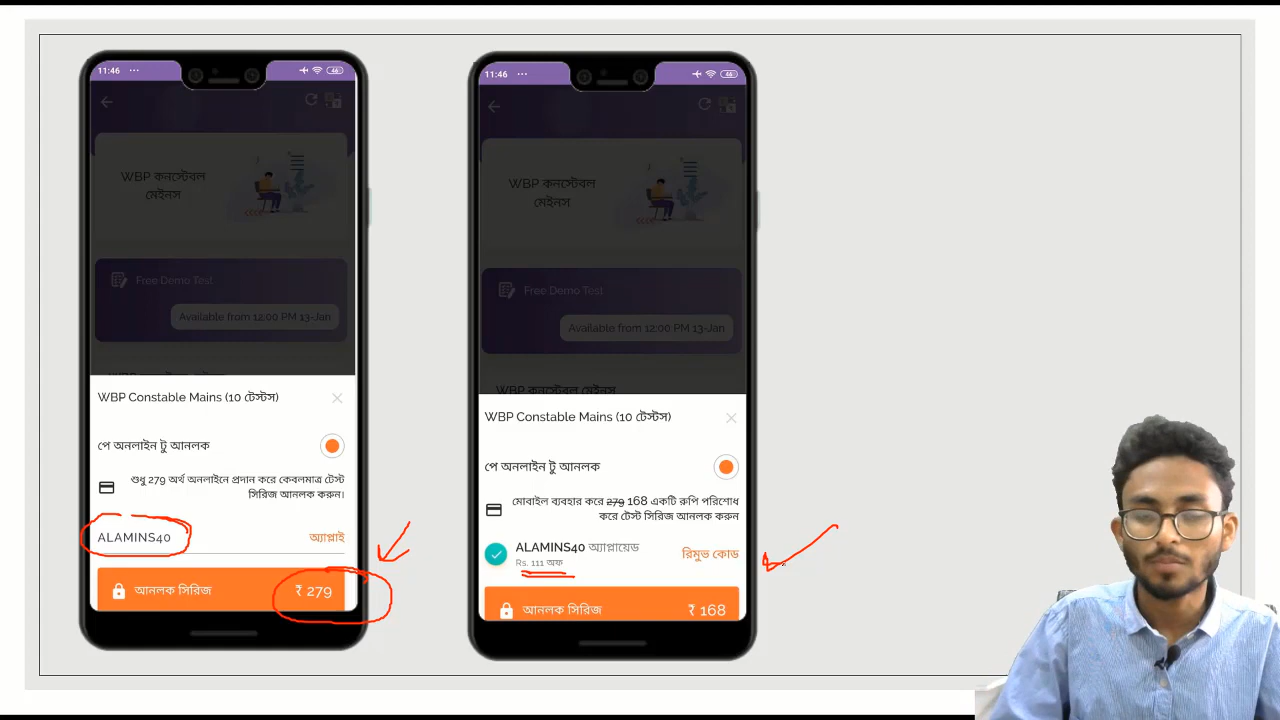 11:46 ...
46
WBP কনস্টেবল
মেইনস
Free Demo Test
Available from 12:00 PM 13-Jan
WBP Constable Mains (10 টেস্টস)
পে অনলাইন টু আনলক
শুধু 279 অর্থ অনলাইনে প্রদান করে কেবলমাত্র টেস্ট
সিরিজ আনলক করুন।
ALAMINS40 অ্যাপ্লাই
আনলক সিরিজ ₹ 279
11:46 ...
46
WBP কনস্টেবল
মেইনস
Free Demo Test
Available from 12:00 PM 13-Jan
WBP কনস্টেবল মেইনস
WBP Constable Mains (10 টেস্টস)
পে অনলাইন টু আনলক
মোবাইল ব্যবহার করে 279 168 একটি রুপি পরিশোধ
করে টেস্ট সিরিজ আনলক করুন
ALAMINS40 অ্যাপ্লায়েড রিমুভ কোড
Rs. 111 অফ
আনলক সিরিজ ₹ 168